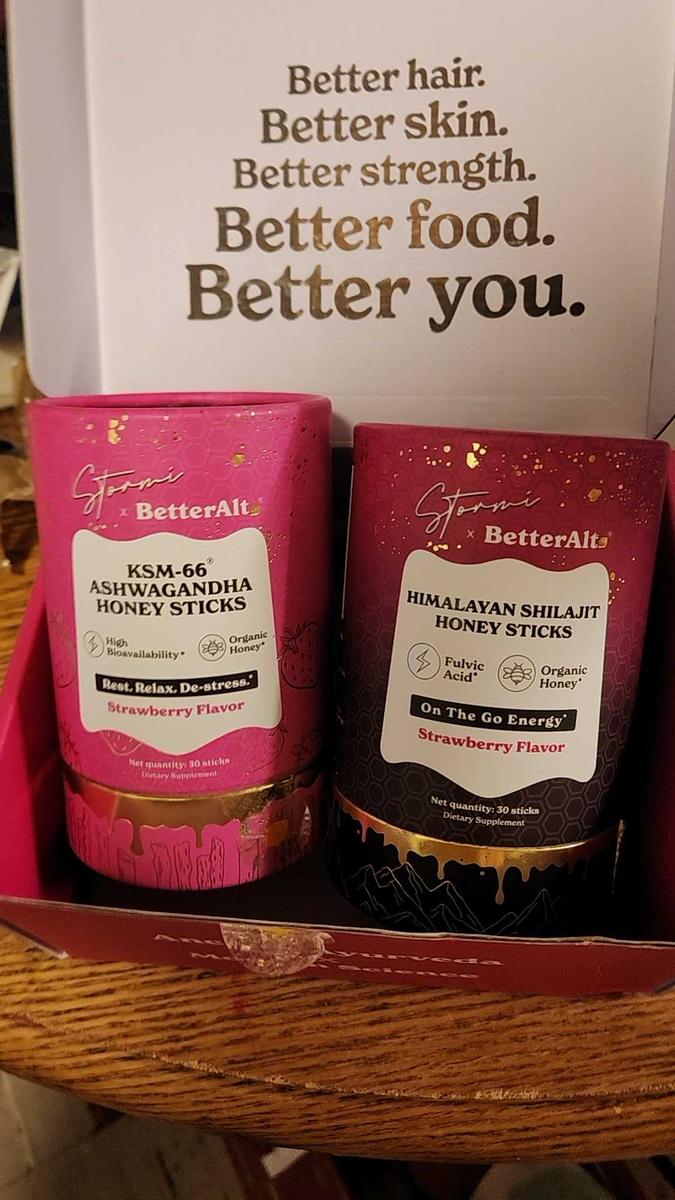 Better hair.
Better skin.
Better strength.
Better food.
Better you.
Stormi
x BetterAlt
KSM-66®
ASHWAGANDHA
HONEY STICKS
High
Bioavailability*
Organic
Honey*
Rest. Relax. De-stress.*
Strawberry Flavor
Net quantity: 30 sticks
Dietary Supplement
Stormi
x BetterAlt
HIMALAYAN SHILAJIT
HONEY STICKS
Fulvic
Acid*
Organic
Honey*
On The Go Energy*
Strawberry Flavor
Net quantity: 30 sticks
Dietary Supplement
Ayurveda
Science